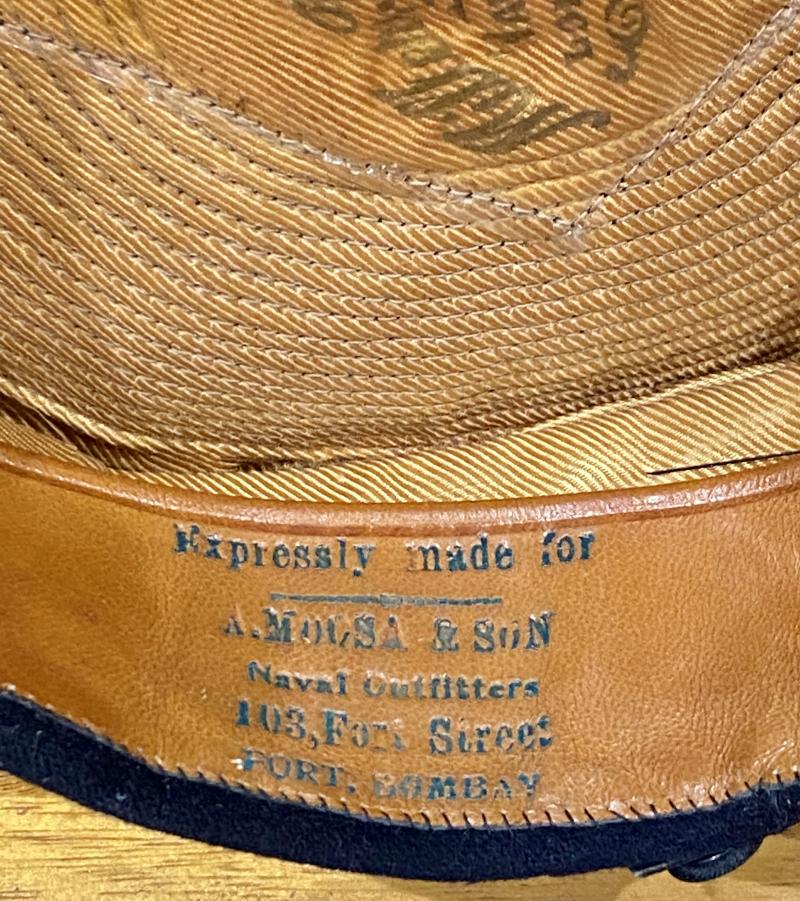 Expressly made for
A. MOUSA & SON
Naval Outfitters
103, Fort Street
FORT, BOMBAY